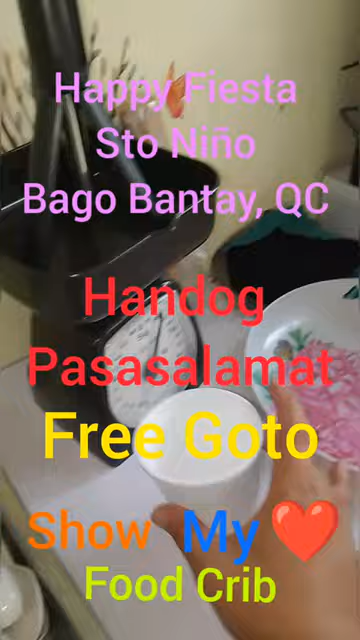 Happy Fiesta
Sto Niño
Bago Bantay, QC
Handog
Pasasalamat
Free Goto
Show My ❤️
Food Crib